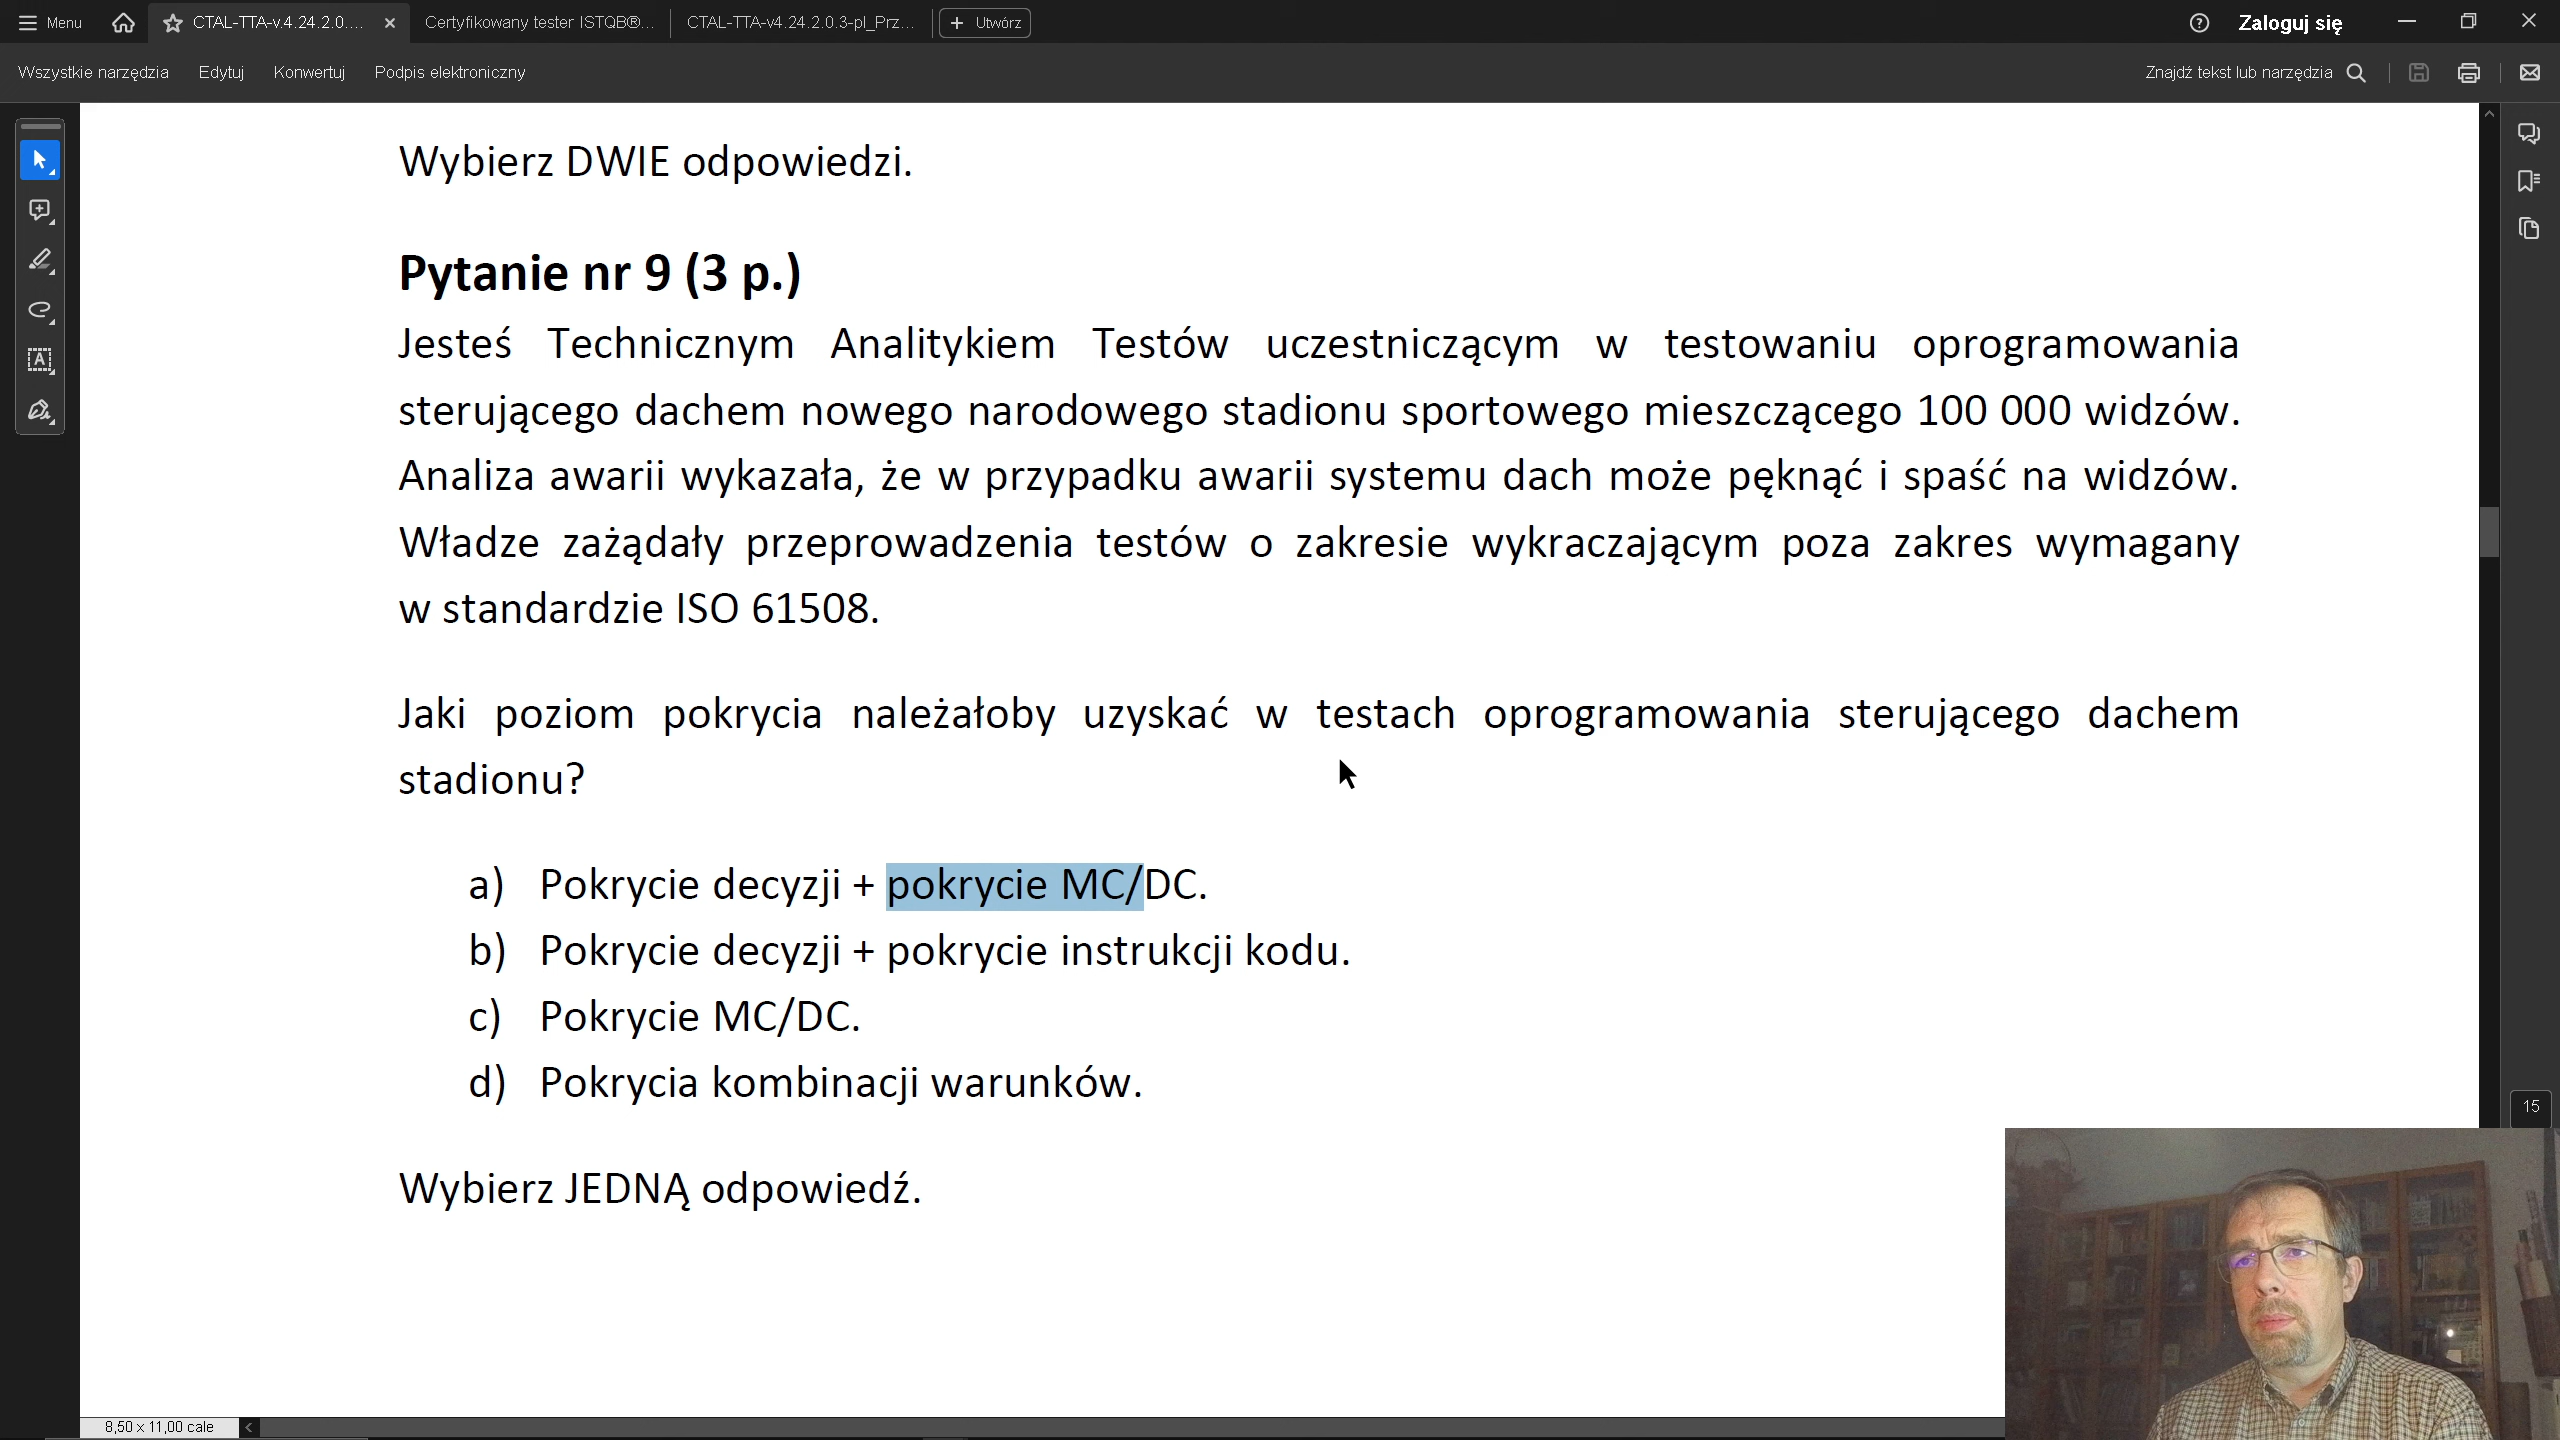 Menu
CTAL-TTA-v.4.24.2.0....
Certyfikowany tester ISTQB®...
CTAL-TTA-v4.24.2.0.3-pl_Prz...
Utwórz
Zaloguj się
Wszystkie narzędzia
Edytuj
Konwertuj
Podpis elektroniczny
Znajdź tekst lub narzędzia
Wybierz DWIE odpowiedzi.
Pytanie nr 9 (3 p.)
Jesteś Technicznym Analitykiem Testów uczestniczącym w testowaniu oprogramowania
sterującego dachem nowego narodowego stadionu sportowego mieszczącego 100 000 widzów.
Analiza awarii wykazała, że w przypadku awarii systemu dach może pęknąć i spaść na widzów.
Władze zażądały przeprowadzenia testów o zakresie wykraczającym poza zakres wymagany
w standardzie ISO 61508.
Jaki poziom pokrycia należałoby uzyskać w testach oprogramowania sterującego dachem
stadionu?
a) Pokrycie decyzji + pokrycie MC/DC.
b) Pokrycie decyzji + pokrycie instrukcji kodu.
c) Pokrycie MC/DC.
d) Pokrycia kombinacji warunków.
Wybierz JEDNĄ odpowiedź.
15
8,50 x 11,00 cale